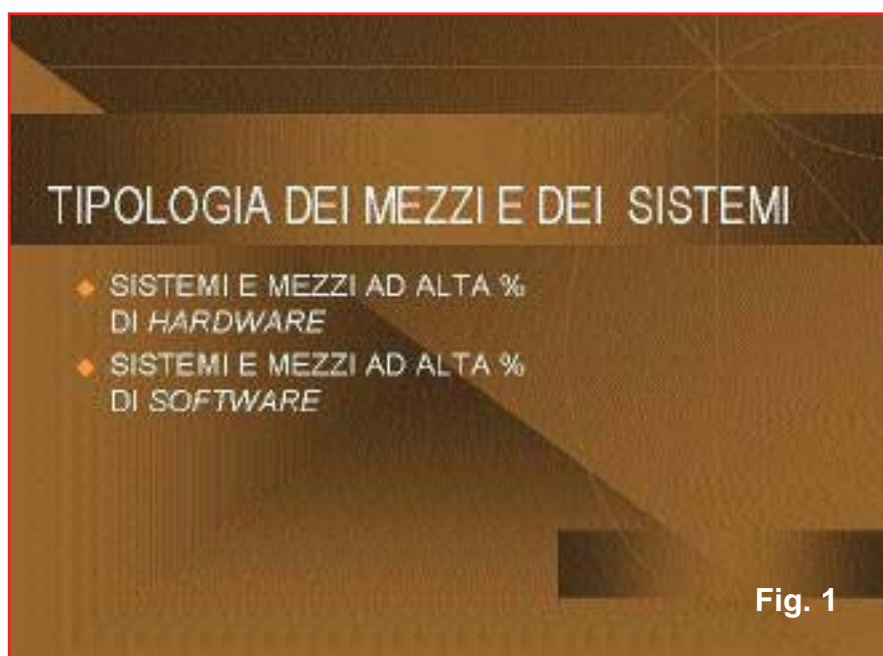 TIPOLOGIA DEI MEZZI E DEI SISTEMI
SISTEMI E MEZZI AD ALTA %
DI HARDWARE
SISTEMI E MEZZI AD ALTA %
DI SOFTWARE
Fig. 1